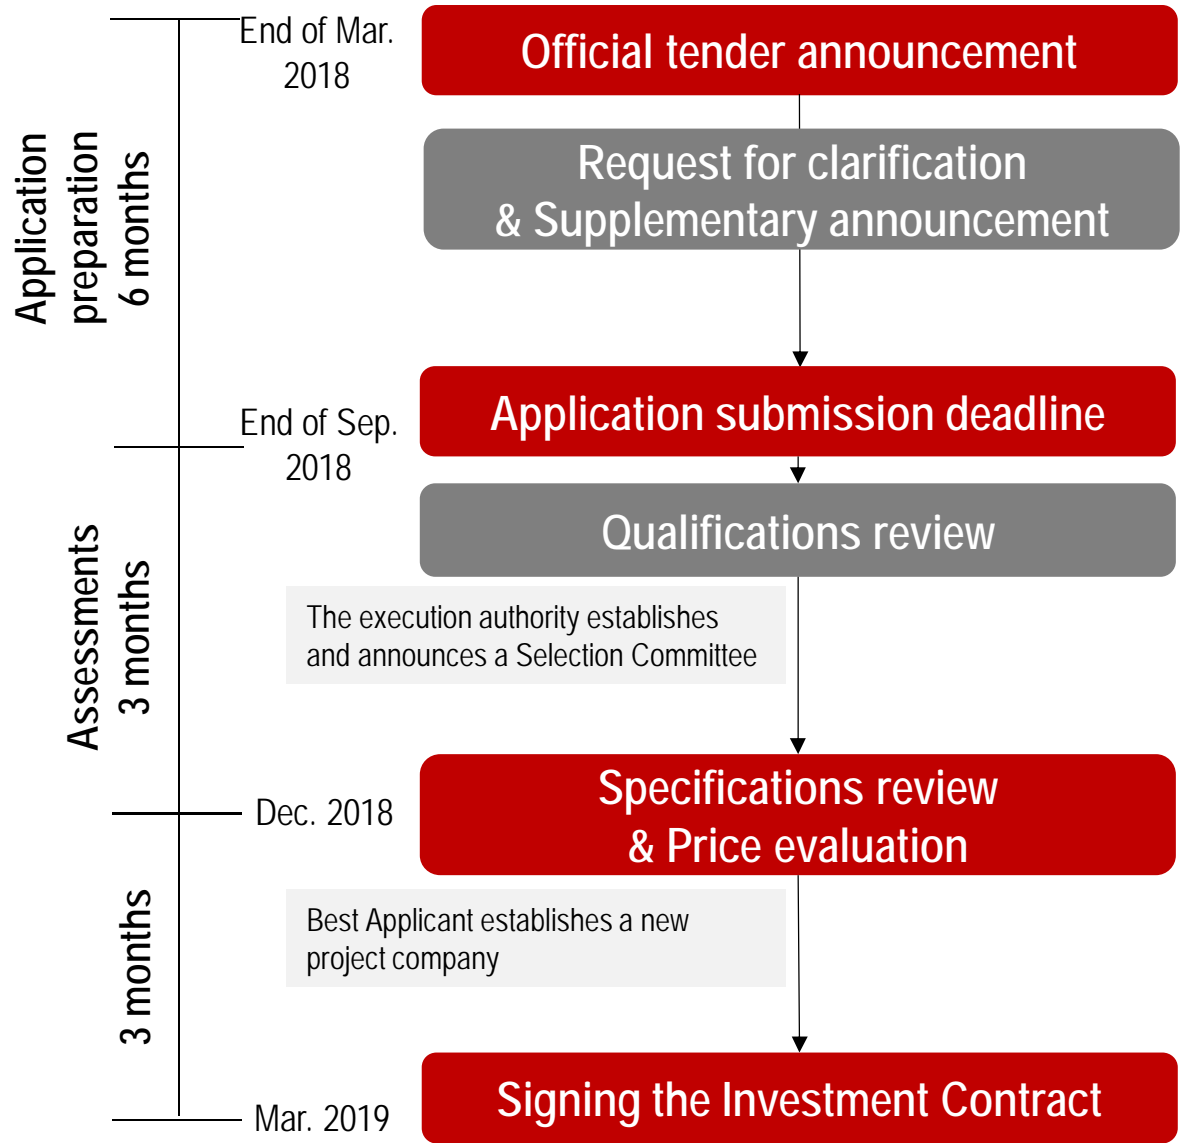 End of Mar.
2018
Official tender announcement
Application
preparation
6 months
Request for clarification
& Supplementary announcement
End of Sep.
2018
Application submission deadline
Assessments
3 months
Qualifications review
The execution authority establishes
and announces a Selection Committee
Dec. 2018
Specifications review
& Price evaluation
3 months
Best Applicant establishes a new
project company
Mar. 2019
Signing the Investment Contract